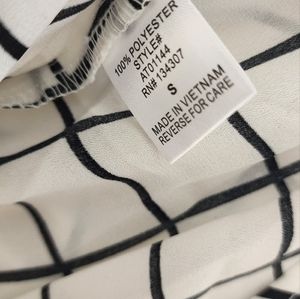 100% POLYESTER
STYLE#
AT01144
RN# 134307
S
MADE IN VIETNAM
REVERSE FOR CARE